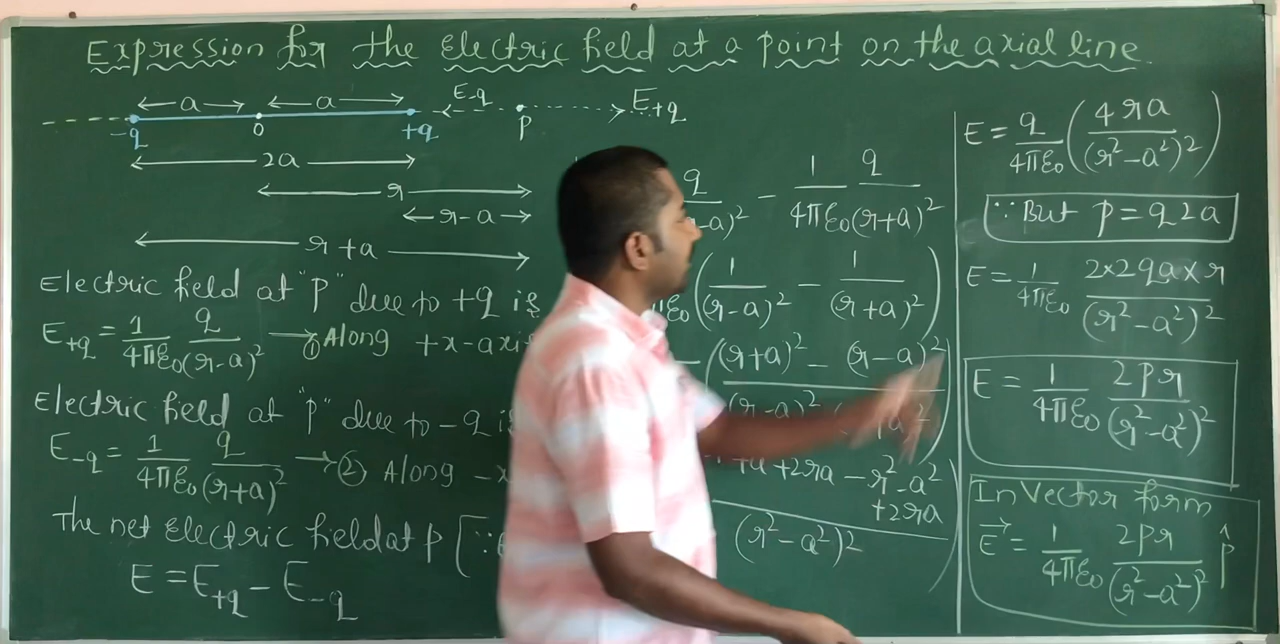 Expression for the Electric field at a point on the axial line.
a a E-q E+q
-q O +q P
2a
r
r-a
r+a
Electric field at "P" due to +q is
E+q = 1/4πε₀ q/(r-a)² → ① Along +x-axis
Electric field at "P" due to -q is
E-q = 1/4πε₀ q/(r+a)² → ② Along -x
The net Electric field at P [∵
E = E+q - E-q
q/(r-a)² - 1/4πε₀ q/(r+a)²
(1/(r-a)² - 1/(r+a)²)
((r+a)² - (r-a)²
(r-a)²
+2ra - r² - a²
+2ra
(r²-a²)²
E = q/4πε₀ (4ra/(r²-a²)²)
∵ But p = q2a
E = 1/4πε₀ 2×2qa×r/(r²-a²)²
E = 1/4πε₀ 2pr/(r²-a²)²
In Vector form
E⃗ = 1/4πε₀ 2pr/(r²-a²)² p̂